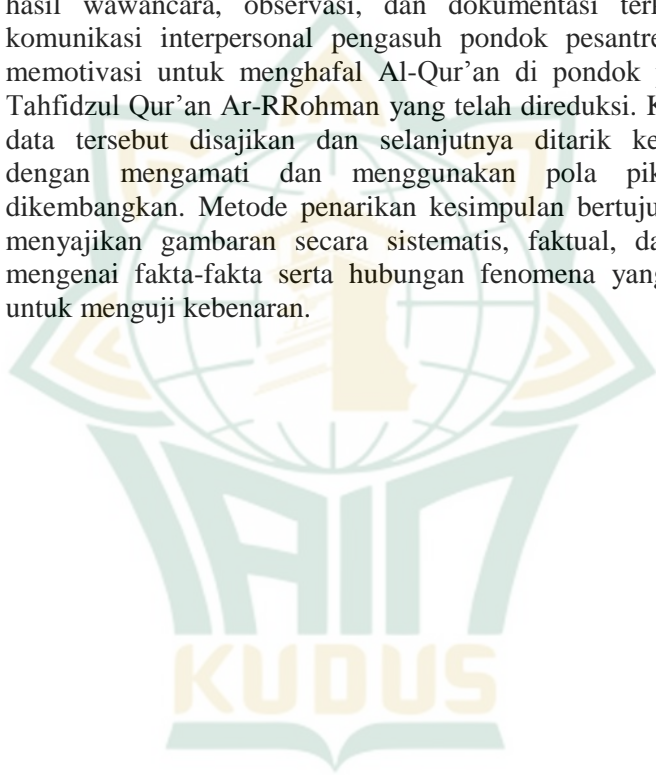 hasil wawancara, observasi, dan dokumentasi
komunikasi interpersonal pengasuh pondok
memotivasi untuk menghafal Al-Qur'an di pondok
Tahfidzul Qur'an Ar-RRohman yang telah direduksi.
data tersebut disajikan dan selanjutnya ditarik
dengan mengamati dan menggunakan pola
dikembangkan. Metode penarikan kesimpulan
menyajikan gambaran secara sistematis, faktual,
mengenai fakta-fakta serta hubungan fenomena yang
untuk menguji kebenaran.
IAIN
KUDUS